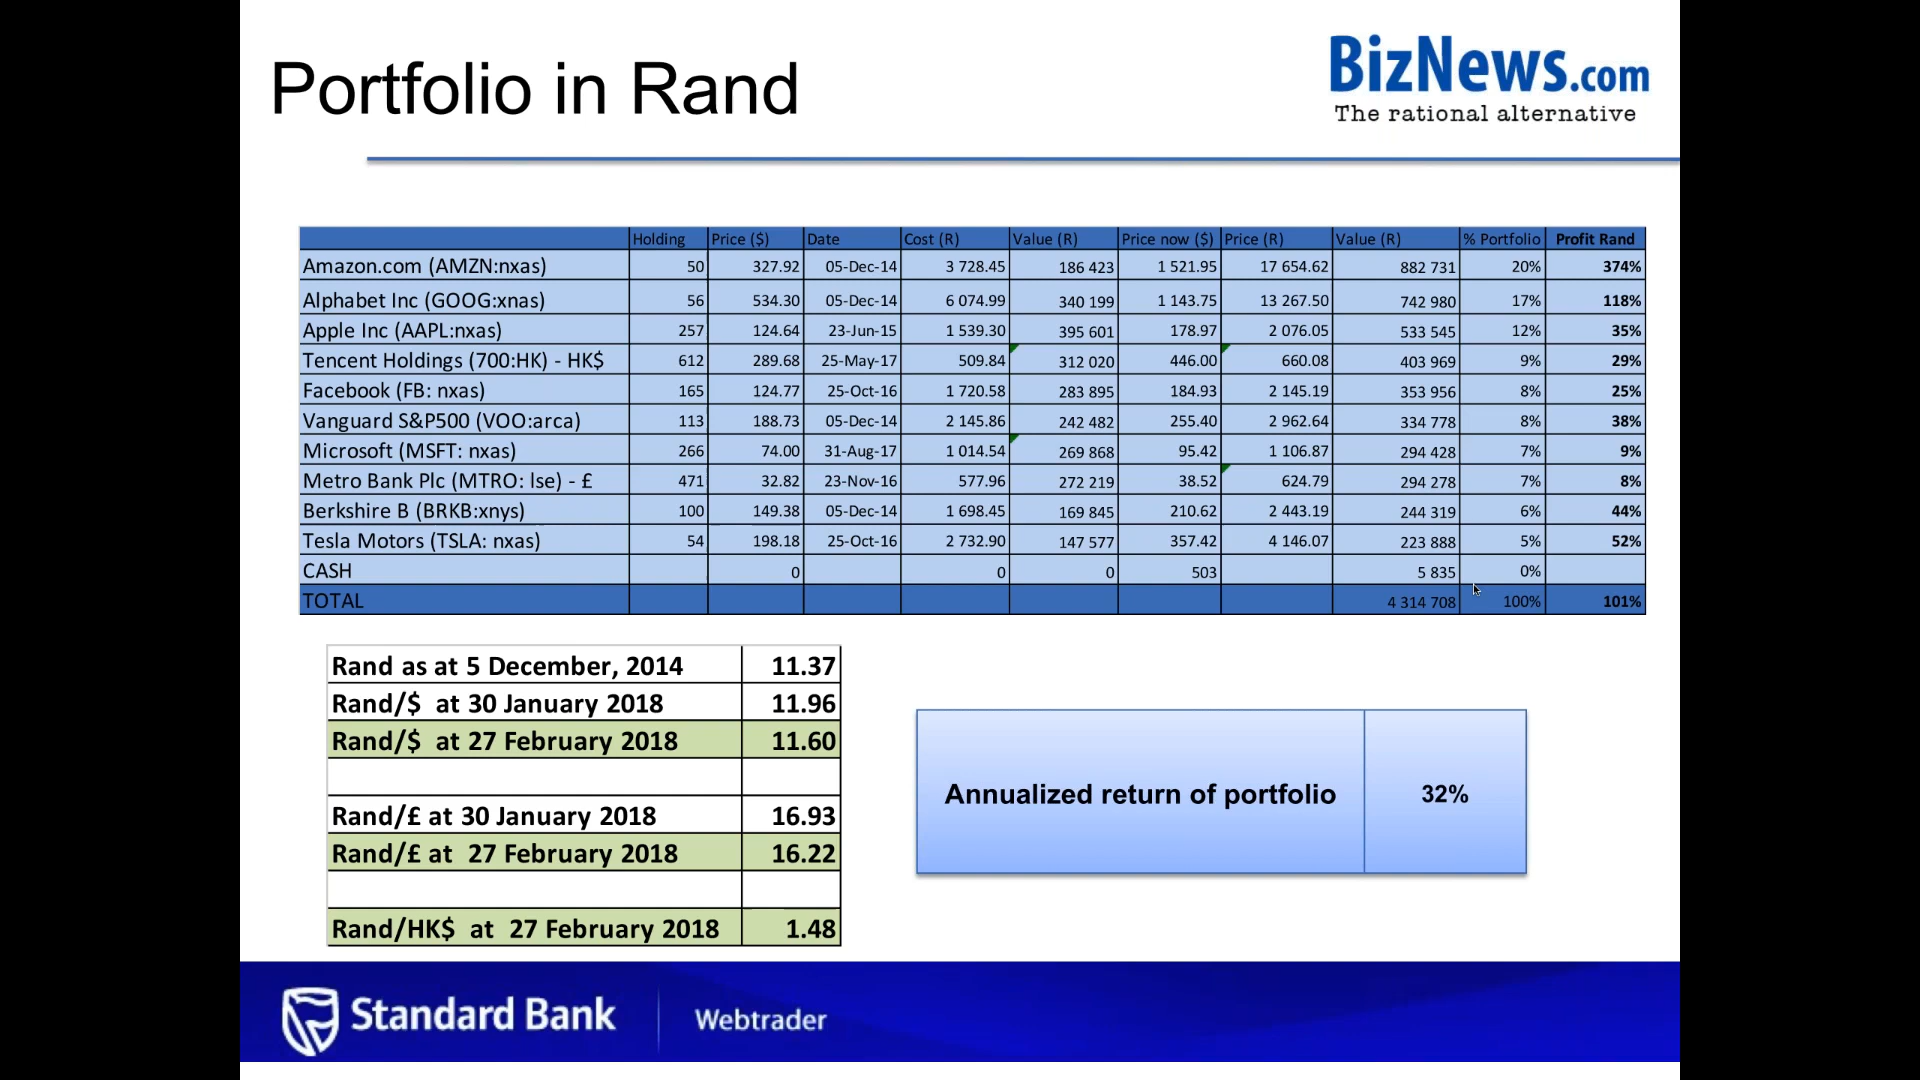 Portfolio in Rand
BizNews.com
The rational alternative
Holding Price ($) Date Cost (R) Value (R) Price now ($) Price (R) Value (R) % Portfolio Profit Rand
Amazon.com (AMZN:nxas) 50 327.92 05-Dec-14 3 728.45 186 423 1 521.95 17 654.62 882 731 20% 374%
Alphabet Inc (GOOG:xnas) 56 534.30 05-Dec-14 6 074.99 340 199 1 143.75 13 267.50 742 980 17% 118%
Apple Inc (AAPL:nxas) 257 124.64 23-Jun-15 1 539.30 395 601 178.97 2 076.05 533 545 12% 35%
Tencent Holdings (700:HK) - HK$ 612 289.68 25-May-17 509.84 312 020 446.00 660.08 403 969 9% 29%
Facebook (FB: nxas) 165 124.77 25-Oct-16 1 720.58 283 895 184.93 2 145.19 353 956 8% 25%
Vanguard S&P500 (VOO:arca) 113 188.73 05-Dec-14 2 145.86 242 482 255.40 2 962.64 334 778 8% 38%
Microsoft (MSFT: nxas) 266 74.00 31-Aug-17 1 014.54 269 868 95.42 1 106.87 294 428 7% 9%
Metro Bank Plc (MTRO: lse) - £ 471 32.82 23-Nov-16 577.96 272 219 38.52 624.79 294 278 7% 8%
Berkshire B (BRKB:xnys) 100 149.38 05-Dec-14 1 698.45 169 845 210.62 2 443.19 244 319 6% 44%
Tesla Motors (TSLA: nxas) 54 198.18 25-Oct-16 2 732.90 147 577 357.42 4 146.07 223 888 5% 52%
CASH 0 0 0 503 5 835 0%
TOTAL 4 314 708 100% 101%
Rand as at 5 December, 2014 11.37
Rand/$ at 30 January 2018 11.96
Rand/$ at 27 February 2018 11.60
Rand/£ at 30 January 2018 16.93
Rand/£ at 27 February 2018 16.22
Rand/HK$ at 27 February 2018 1.48
Annualized return of portfolio 32%
Standard Bank Webtrader